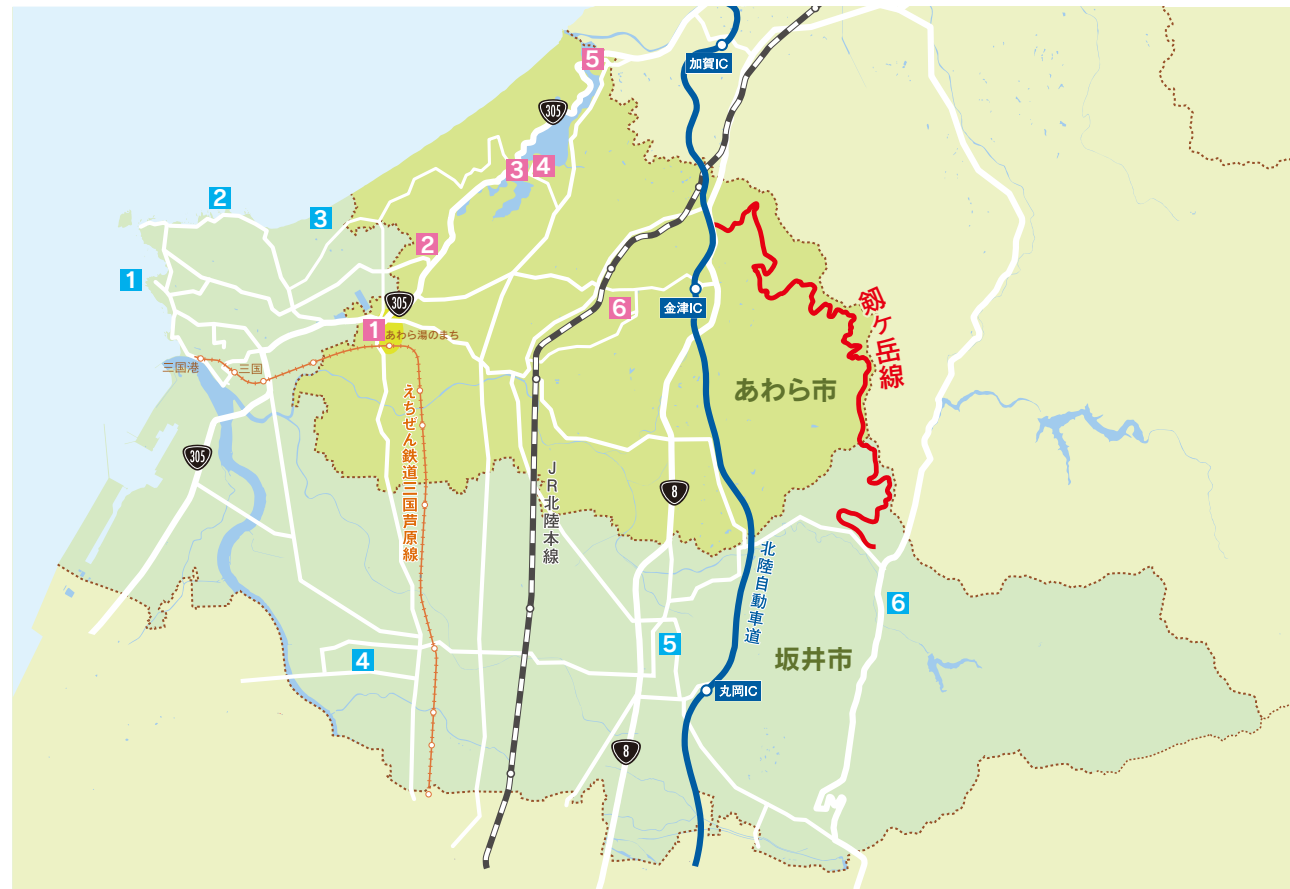 5
加賀IC
305
3
4
2
3
2
1
305
6
金津IC
剱ケ岳線
1
あわら湯のまち
三国港
三国
あわら市
えちぜん鉄道三国芦原線
305
JR北陸本線
8
北陸自動車道
6
4
5
坂井市
丸岡IC
8